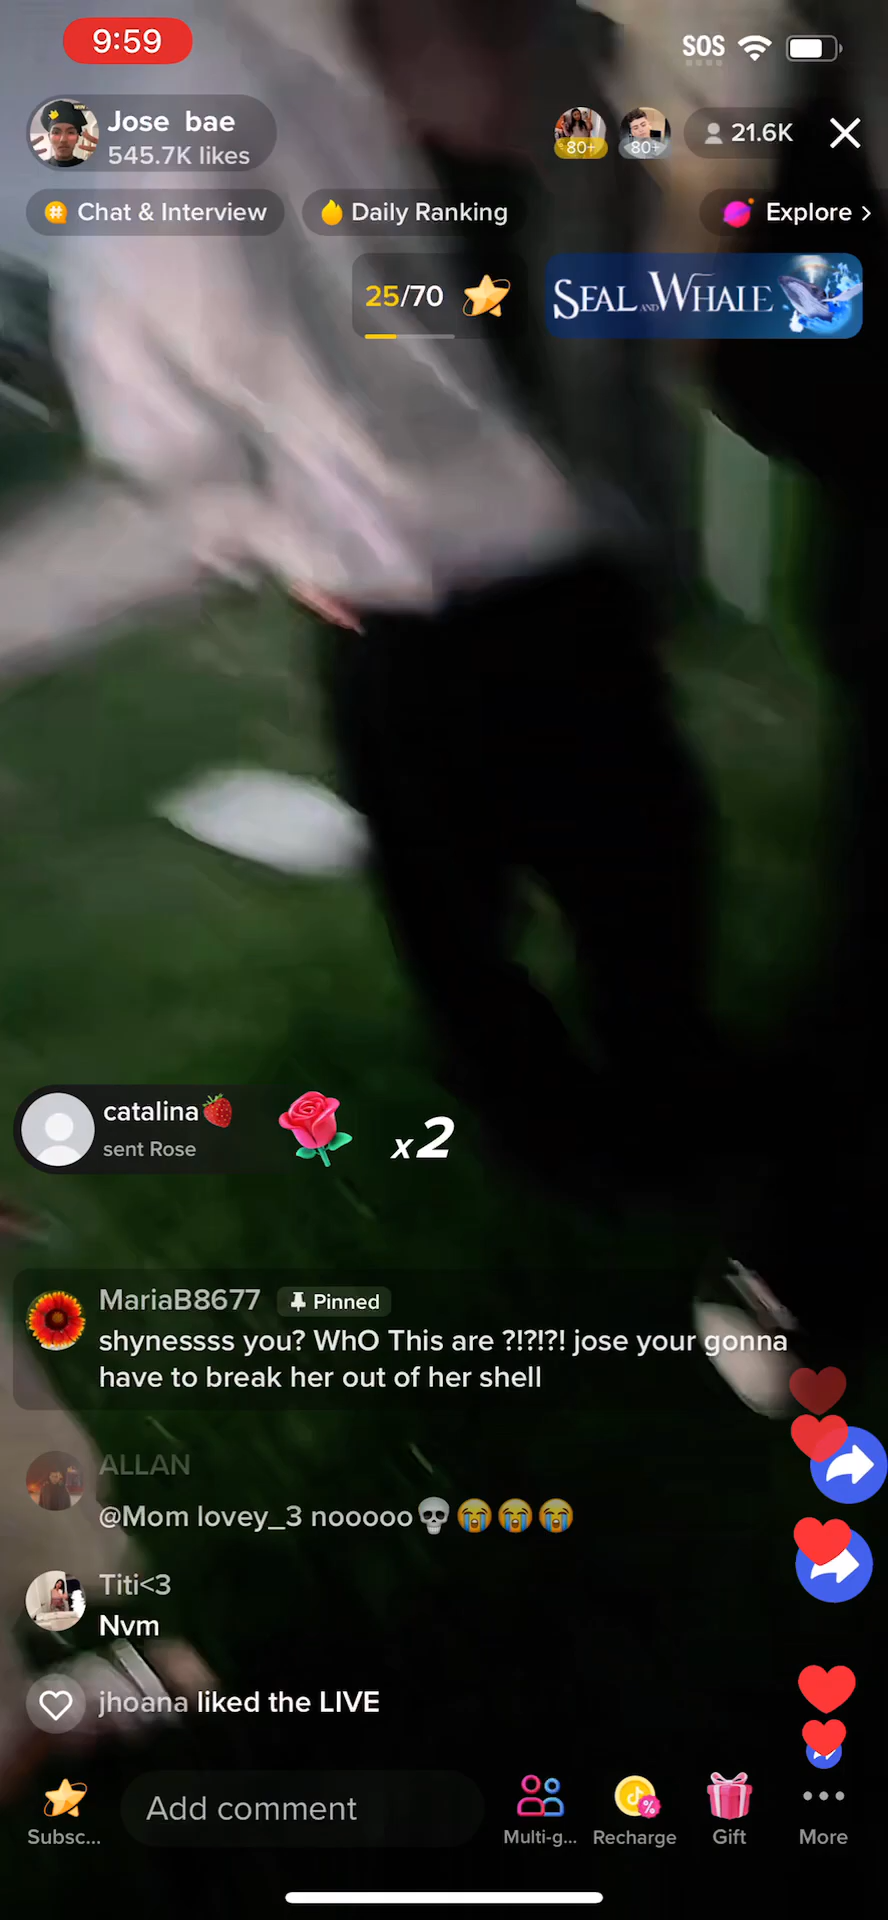 9:59
SOS
Jose bae
545.7K likes
80+
80+
21.6K
Chat & Interview
Daily Ranking
Explore >
25/70
SEAL AND WHALE
catalina🍓
sent Rose
x2
MariaB8677
Pinned
shynessss you? WhO This are ?!?!?! jose your gonna
have to break her out of her shell
ALLAN
@Mom lovey_3 nooooo💀😭😭😭
Titi<3
Nvm
jhoana liked the LIVE
Subsc...
Add comment
Multi-g...
Recharge
Gift
More